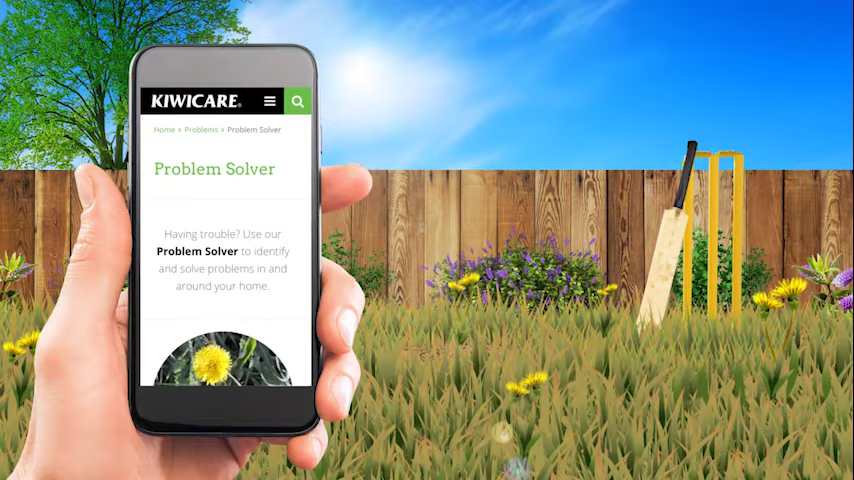 KIWICARE®
Home > Problems > Problem Solver
Problem Solver
Having trouble? Use our
Problem Solver to identify
and solve problems in and
around your home.